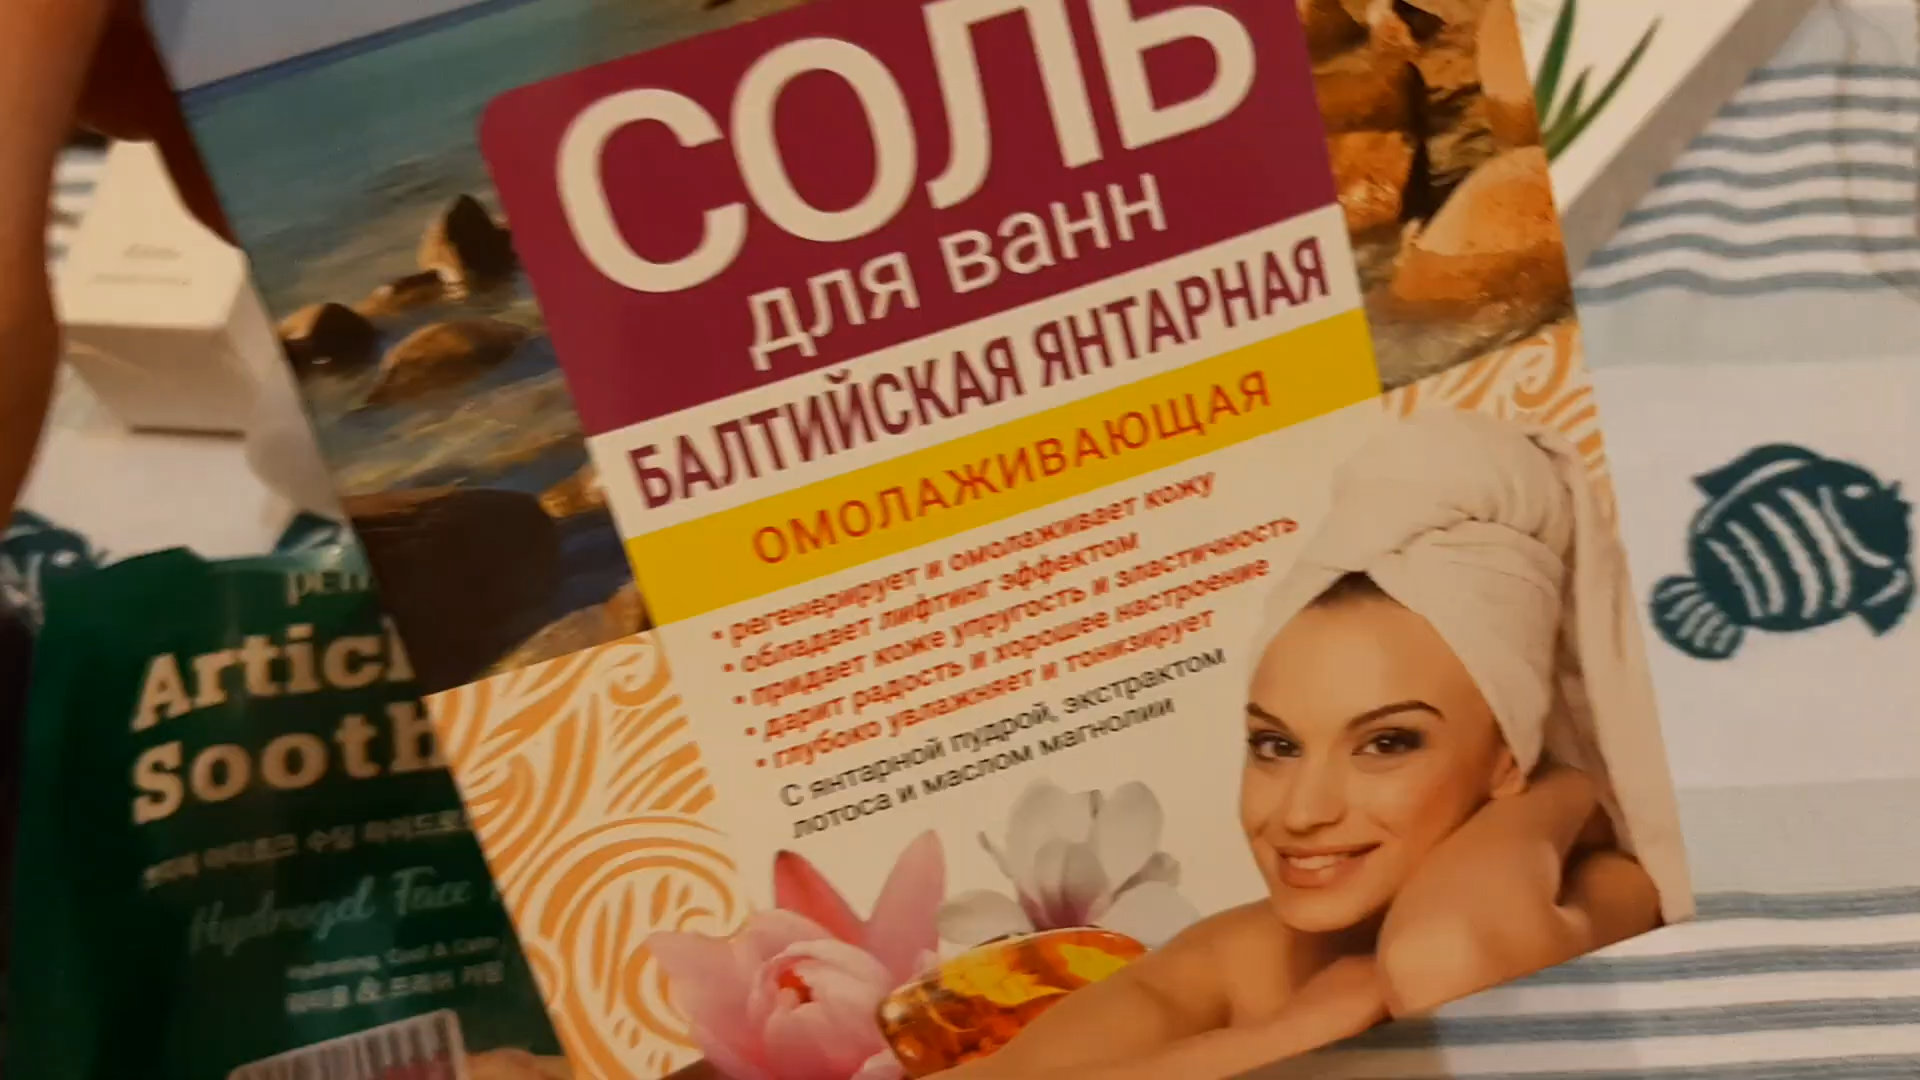 СОЛЬ
для ванн
БАЛТИЙСКАЯ ЯНТАРНАЯ
ОМОЛАЖИВАЮЩАЯ
• регенерирует и омолаживает кожу
• обладает лифтинг эффектом
• придает коже упругость и эластичность
• дарит радость и хорошее настроение
• глубоко увлажняет и тонизирует
С янтарной пудрой, экстрактом
лотоса и маслом магнолии
Artic
Sooth
Hydrogel Face